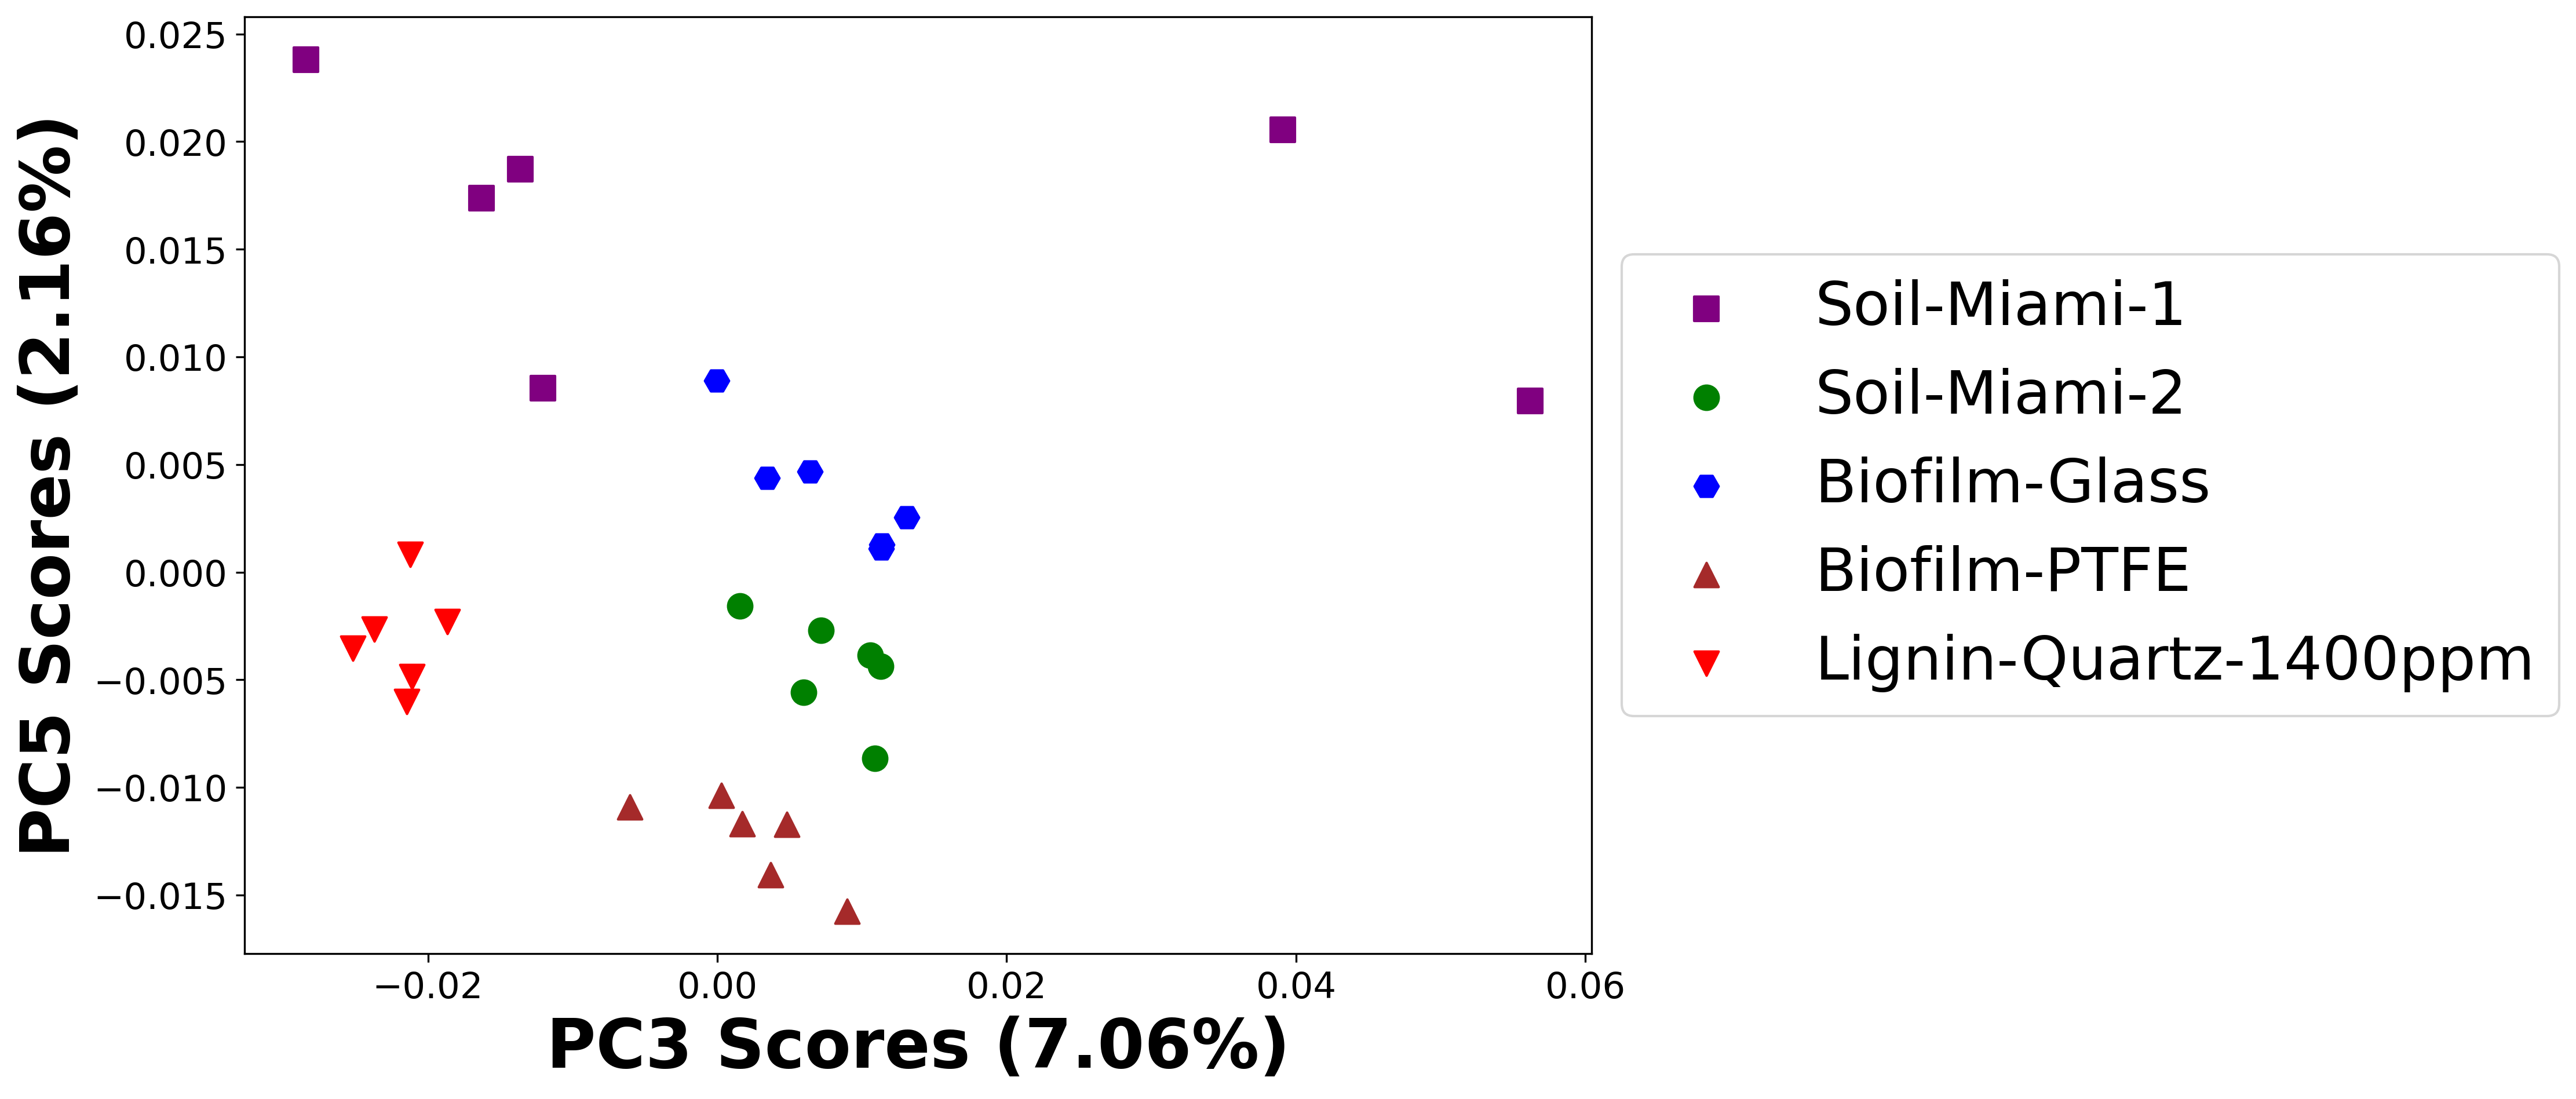 PC5 Scores (2.16%)
0.025
0.020
0.015
0.010
0.005
0.000
−0.005
−0.010
−0.015
−0.02
0.00
0.02
0.04
0.06
PC3 Scores (7.06%)
Soil-Miami-1
Soil-Miami-2
Biofilm-Glass
Biofilm-PTFE
Lignin-Quartz-1400ppm